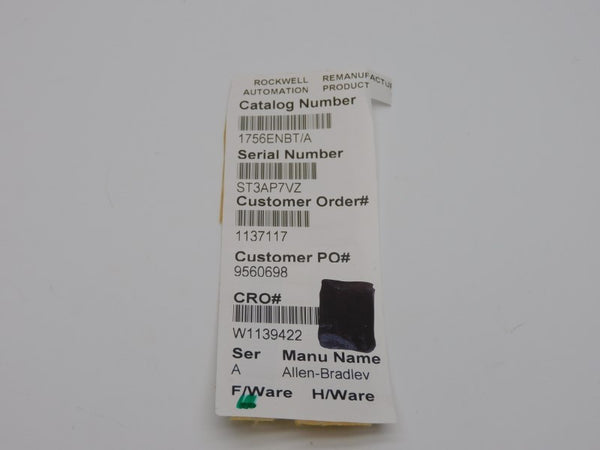 ROCKWELL REMANUFACTU
AUTOMATION PRODUCT
Catalog Number
1756ENBT/A
Serial Number
ST3AP7VZ
Customer Order#
1137117
Customer PO#
9560698
CRO#
W1139422
Ser Manu Name
A Allen-Bradley
F/Ware H/Ware